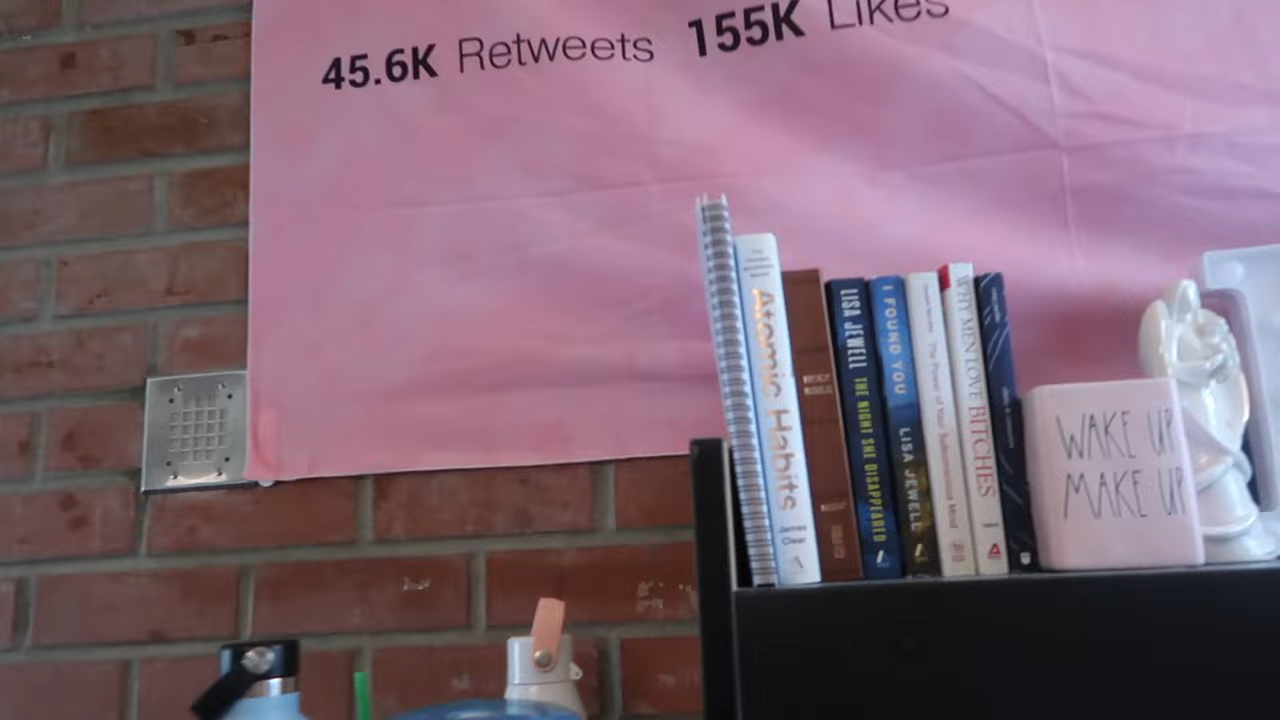 45.6K Retweets 155K Likes
Atomic Habits
James
Clear
LISA JEWELL THE NIGHT SHE DISAPPEARED
I FOUND YOU LISA JEWELL
The Power of Your Subconscious Mind
WHY MEN LOVE BITCHES
WAKE UP
MAKE UP